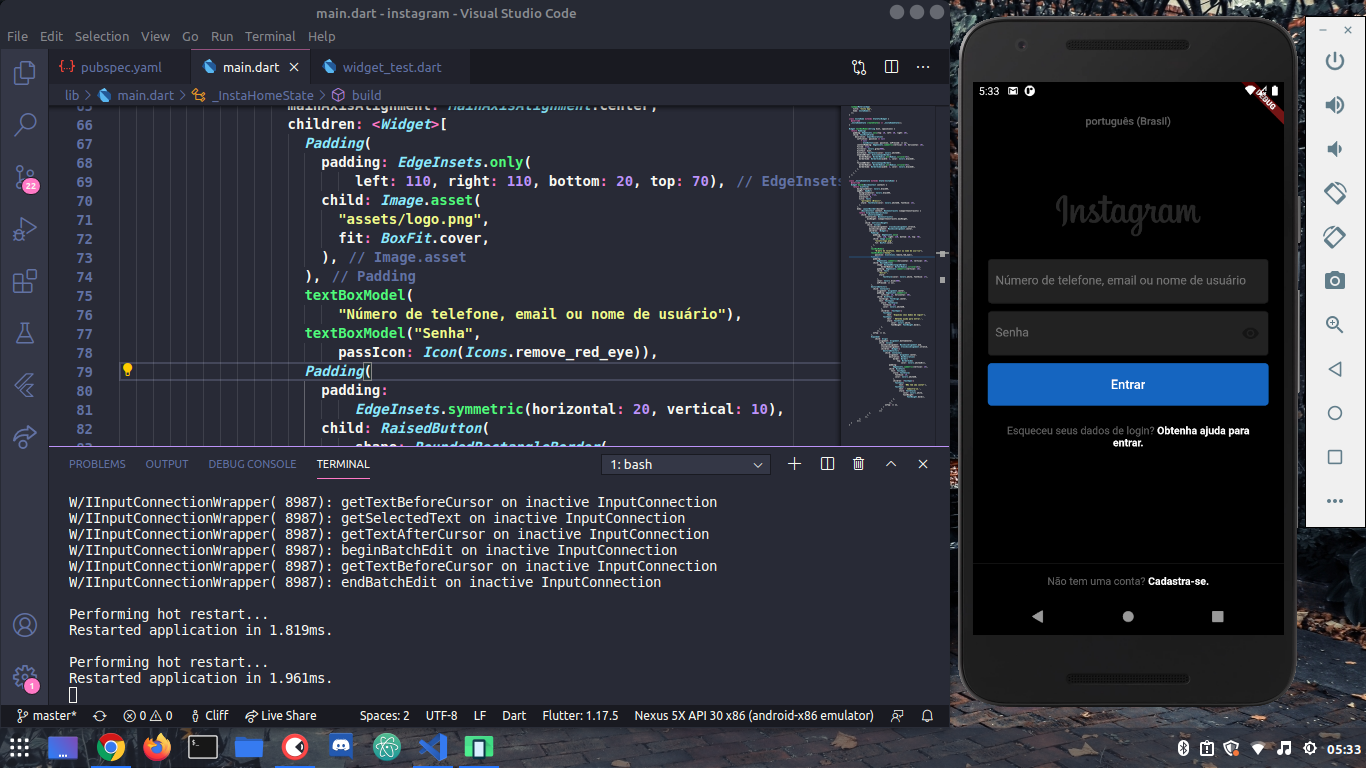 main.dart - instagram - Visual Studio Code
File Edit Selection View Go Run Terminal Help
pubspec.yaml main.dart widget_test.dart
lib > main.dart > _InstaHomeState > build
65 mainAxisAlignment: MainAxisAlignment.center,
66 children: <Widget>[
67 Padding(
68 padding: EdgeInsets.only(
69 left: 110, right: 110, bottom: 20, top: 70), // EdgeInsets
70 child: Image.asset(
71 "assets/logo.png",
72 fit: BoxFit.cover,
73 ), // Image.asset
74 ), // Padding
75 textBoxModel(
76 "Número de telefone, email ou nome de usuário"),
77 textBoxModel("Senha",
78 passIcon: Icon(Icons.remove_red_eye)),
79 Padding(
80 padding:
81 EdgeInsets.symmetric(horizontal: 20, vertical: 10),
82 child: RaisedButton(
83 shape: RoundedRectangleBorder(
22
1
PROBLEMS OUTPUT DEBUG CONSOLE TERMINAL 1: bash
W/IInputConnectionWrapper( 8987): getTextBeforeCursor on inactive InputConnection
W/IInputConnectionWrapper( 8987): getSelectedText on inactive InputConnection
W/IInputConnectionWrapper( 8987): getTextAfterCursor on inactive InputConnection
W/IInputConnectionWrapper( 8987): beginBatchEdit on inactive InputConnection
W/IInputConnectionWrapper( 8987): getTextBeforeCursor on inactive InputConnection
W/IInputConnectionWrapper( 8987): endBatchEdit on inactive InputConnection
Performing hot restart...
Restarted application in 1.819ms.
Performing hot restart...
Restarted application in 1.961ms.
master* 0 0 Cliff Live Share Spaces: 2 UTF-8 LF Dart Flutter: 1.17.5 Nexus 5X API 30 x86 (android-x86 emulator)
05:33
5:33
DEBUG
português (Brasil)
Instagram
Número de telefone, email ou nome de usuário
Senha
Entrar
Esqueceu seus dados de login? Obtenha ajuda para
entrar.
Não tem uma conta? Cadastra-se.